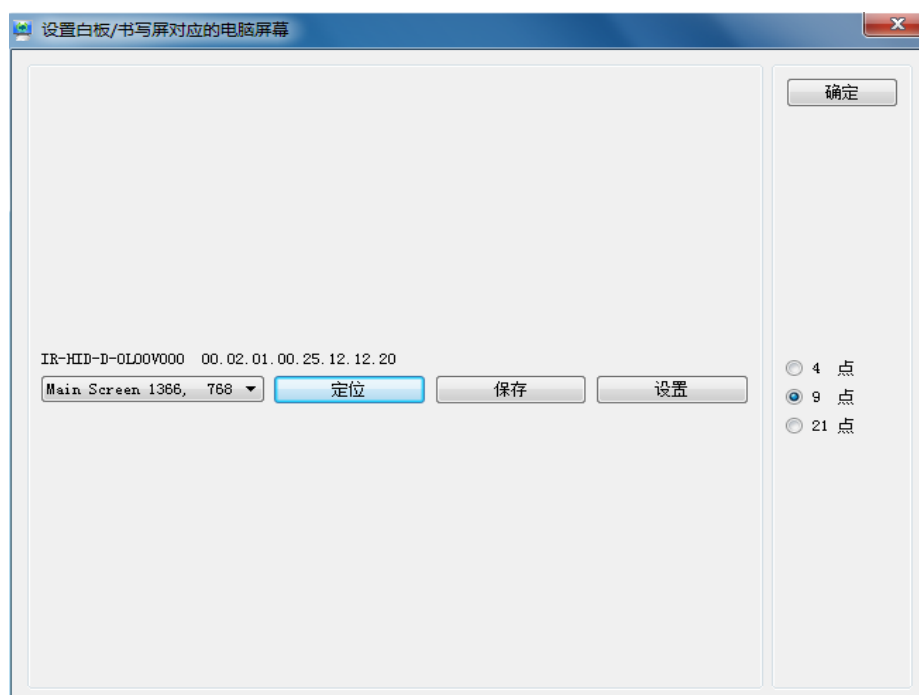 设置白板/书写屏对应的电脑屏幕
确定
IR-HID-D-OL00V000 00.02.01.00.25.12.12.20
Main Screen 1366, 768
定位
保存
设置
4 点
9 点
21 点